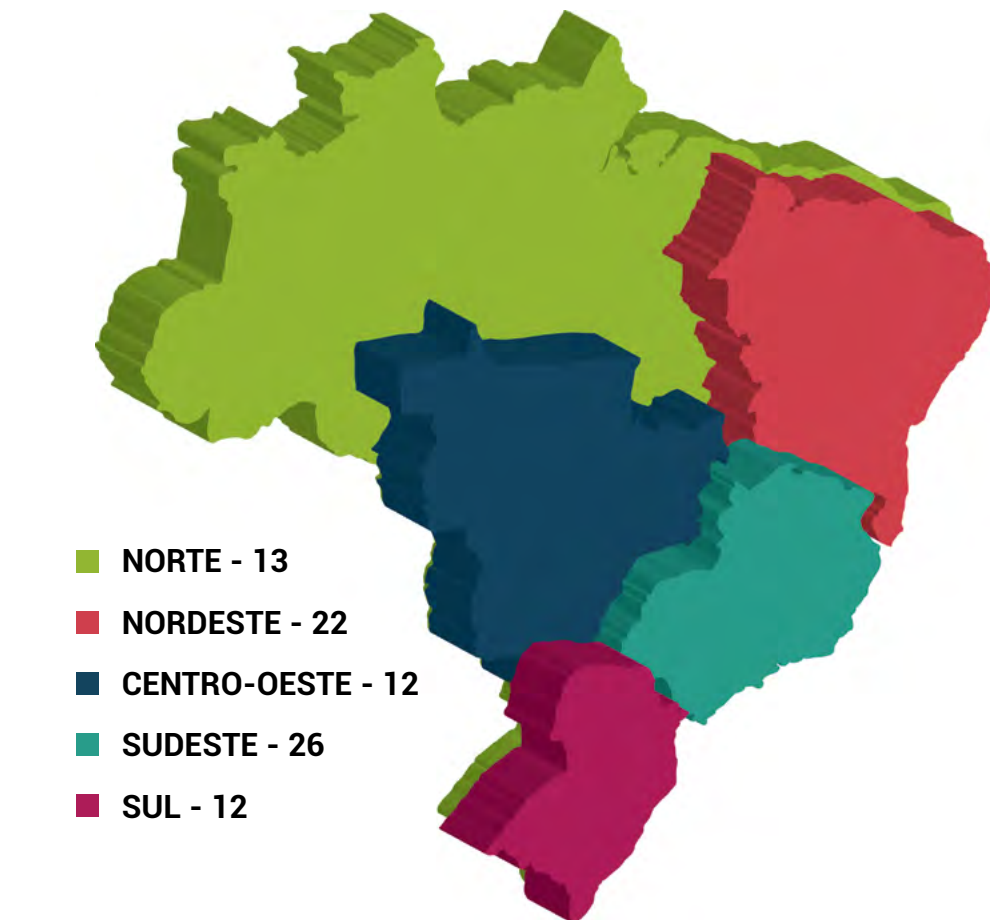 NORTE - 13
NORDESTE - 22
CENTRO-OESTE - 12
SUDESTE - 26
SUL - 12